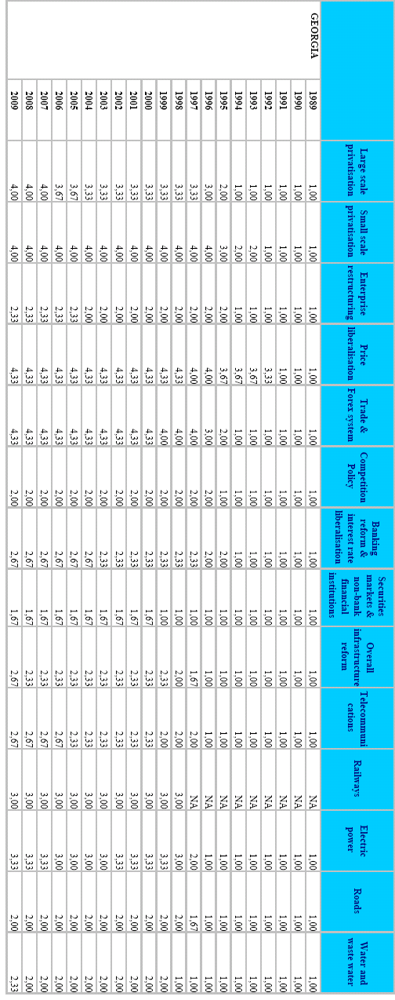 Large scale
privatisation
Small scale
privatisation
Enterprise
restructuring
Price
liberalisation
Trade &
Forex system
Competition
Policy
Banking
reform &
interest rate
liberalisation
Securities
markets &
non-bank
financial
institutions
Overall
infrastructure
reform
Telecommuni
cations
Railways
Electric
power
Roads
Water and
waste water
GEORGIA 1989 1,00 1,00 1,00 1,00 1,00 1,00 1,00 1,00 1,00 1,00 NA 1,00 1,00 1,00
1990 1,00 1,00 1,00 1,00 1,00 1,00 1,00 1,00 1,00 1,00 NA 1,00 1,00 1,00
1991 1,00 1,00 1,00 1,00 1,00 1,00 1,00 1,00 1,00 1,00 NA 1,00 1,00 1,00
1992 1,00 1,00 1,00 3,33 1,00 1,00 1,00 1,00 1,00 1,00 NA 1,00 1,00 1,00
1993 1,00 2,00 1,00 3,67 1,00 1,00 1,00 1,00 1,00 1,00 NA 1,00 1,00 1,00
1994 1,00 2,00 1,00 3,67 1,00 1,00 1,00 1,00 1,00 1,00 NA 1,00 1,00 1,00
1995 2,00 3,00 2,00 3,67 2,00 1,00 2,00 1,00 1,00 1,00 NA 1,00 1,00 1,00
1996 3,00 4,00 2,00 4,00 3,00 2,00 2,00 1,00 1,00 1,00 NA 1,00 1,00 1,00
1997 3,33 4,00 2,00 4,00 4,00 2,00 2,33 1,00 1,67 2,00 NA 2,00 1,67 1,00
1998 3,33 4,00 2,00 4,33 4,00 2,00 2,33 1,00 2,00 2,00 3,00 3,00 2,00 1,00
1999 3,33 4,00 2,00 4,33 4,00 2,00 2,33 1,00 2,33 2,00 3,00 3,33 2,00 2,00
2000 3,33 4,00 2,00 4,33 4,33 2,00 2,33 1,67 2,33 2,33 3,00 3,33 2,00 2,00
2001 3,33 4,00 2,00 4,33 4,33 2,00 2,33 1,67 2,33 2,33 3,00 3,33 2,00 2,00
2002 3,33 4,00 2,00 4,33 4,33 2,00 2,33 1,67 2,33 2,33 3,00 3,33 2,00 2,00
2003 3,33 4,00 2,00 4,33 4,33 2,00 2,33 1,67 2,33 2,33 3,00 3,00 2,00 2,00
2004 3,33 4,00 2,00 4,33 4,33 2,00 2,67 1,67 2,33 2,33 3,00 3,00 2,00 2,00
2005 3,67 4,00 2,33 4,33 4,33 2,00 2,67 1,67 2,33 2,33 3,00 3,00 2,00 2,00
2006 3,67 4,00 2,33 4,33 4,33 2,00 2,67 1,67 2,33 2,67 3,00 3,00 2,00 2,00
2007 4,00 4,00 2,33 4,33 4,33 2,00 2,67 1,67 2,33 2,67 3,00 3,33 2,00 2,00
2008 4,00 4,00 2,33 4,33 4,33 2,00 2,67 1,67 2,33 2,67 3,00 3,33 2,00 2,00
2009 4,00 4,00 2,33 4,33 4,33 2,00 2,67 1,67 2,67 2,67 3,00 3,33 2,00 2,33